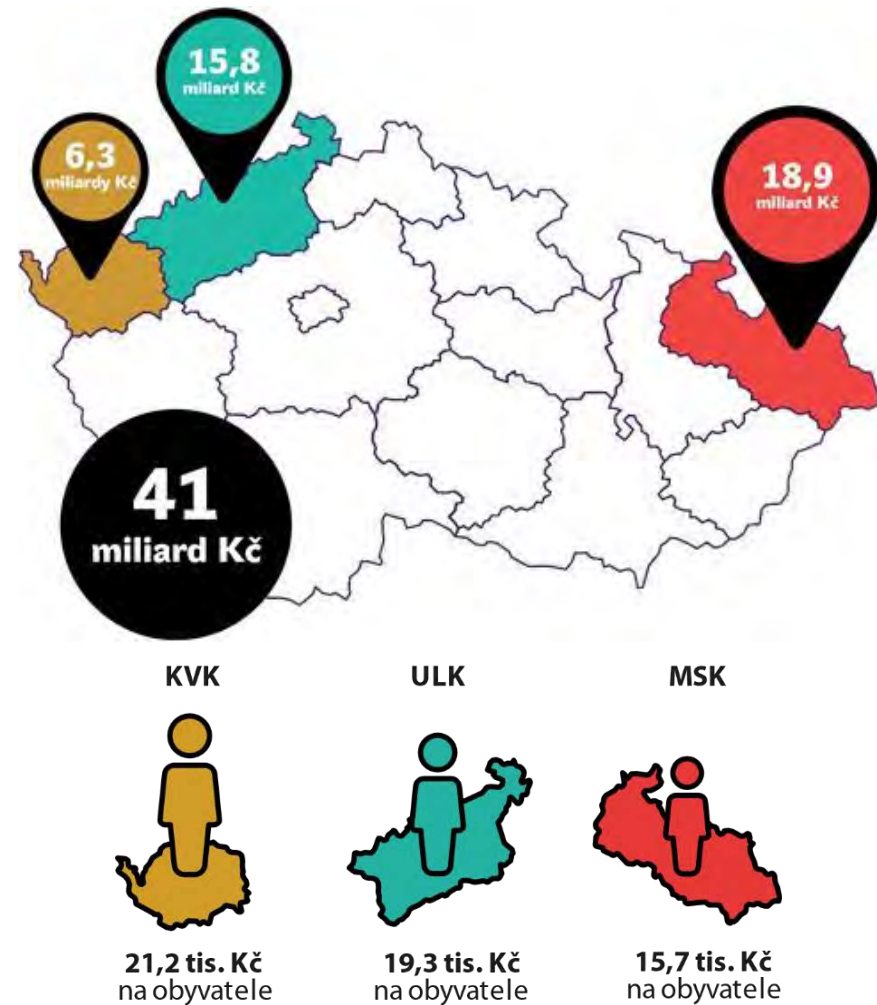 15,8
miliard Kč
6,3
miliardy Kč
18,9
miliard Kč
41
miliard Kč
KVK
ULK
MSK
21,2 tis. Kč
na obyvatele
19,3 tis. Kč
na obyvatele
15,7 tis. Kč
na obyvatele